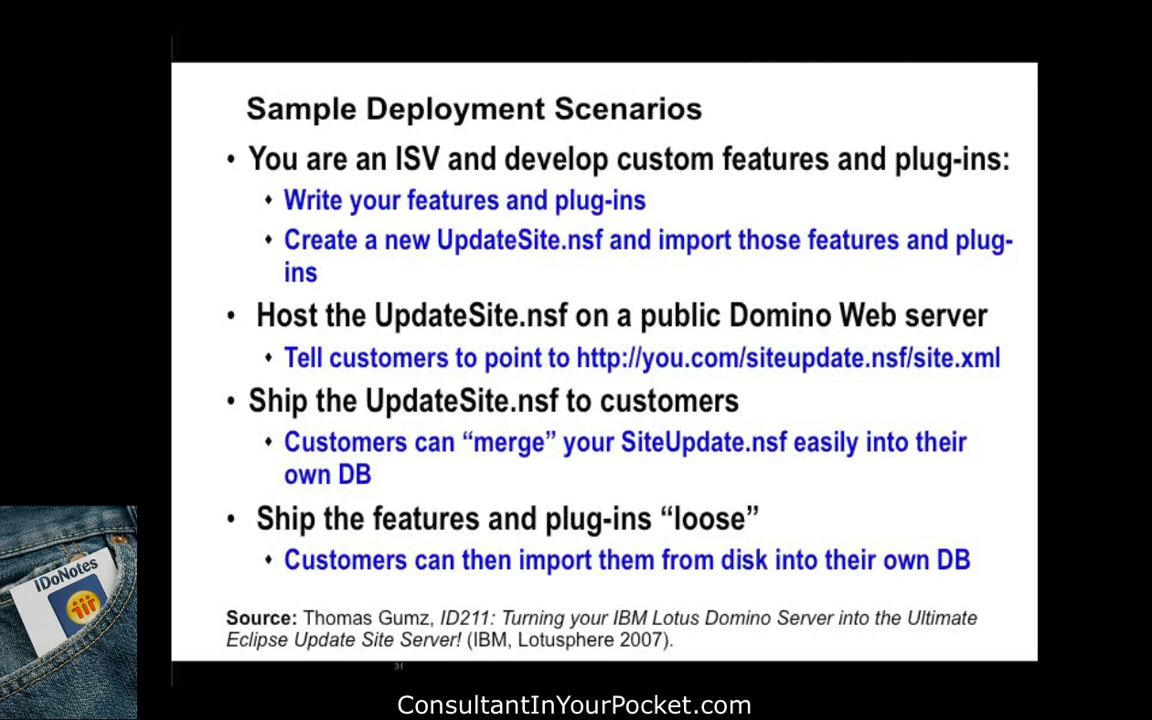 Sample Deployment Scenarios
• You are an ISV and develop custom features and plug-ins:
♦ Write your features and plug-ins
♦ Create a new UpdateSite.nsf and import those features and plug-
ins
• Host the UpdateSite.nsf on a public Domino Web server
♦ Tell customers to point to http://you.com/siteupdate.nsf/site.xml
• Ship the UpdateSite.nsf to customers
♦ Customers can “merge” your SiteUpdate.nsf easily into their
own DB
• Ship the features and plug-ins “loose”
♦ Customers can then import them from disk into their own DB
Source: Thomas Gumz, ID211: Turning your IBM Lotus Domino Server into the Ultimate
Eclipse Update Site Server! (IBM, Lotusphere 2007).
31
IDoNotes
ConsultantInYourPocket.com